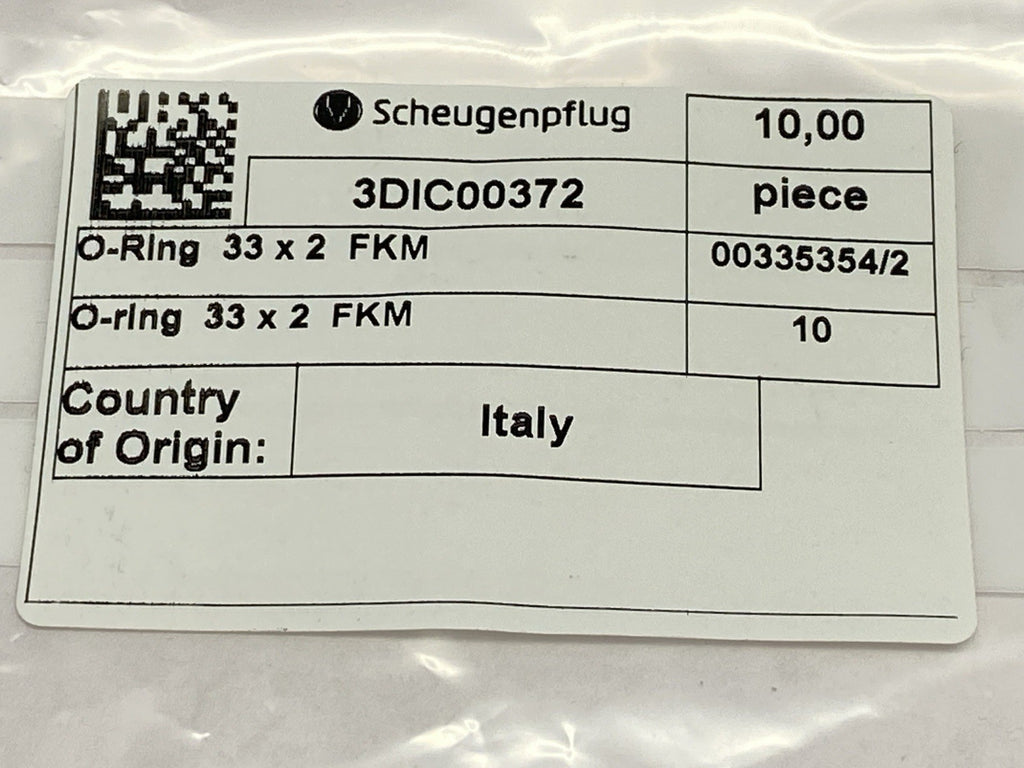 Scheugenpflug
10,00
3DIC00372
piece
O-Ring 33 x 2 FKM
00335354/2
O-ring 33 x 2 FKM
10
Country
of Origin:
Italy